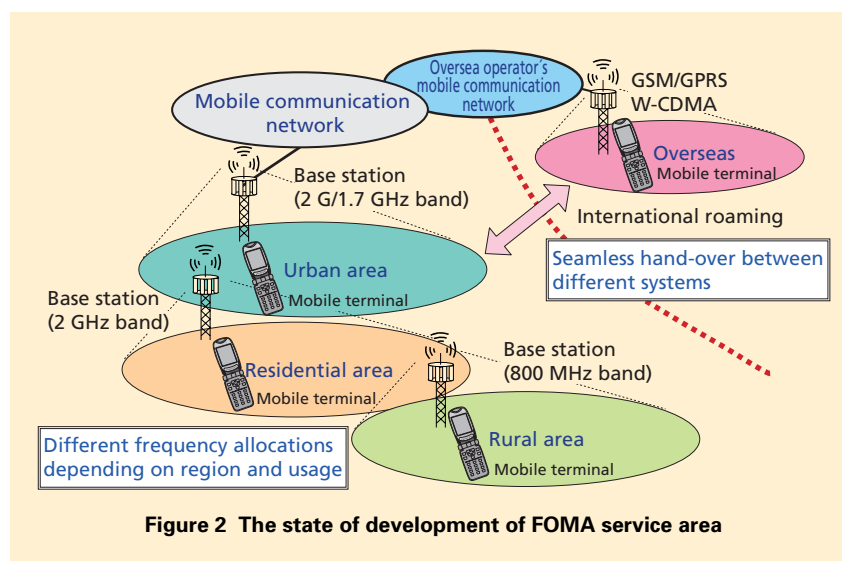 Oversea operator's
mobile communication
network
Mobile communication
network
GSM/GPRS
W-CDMA
Overseas
Mobile terminal
Base station
(2 G/1.7 GHz band)
International roaming
Seamless hand-over between
different systems
Urban area
Mobile terminal
Base station
(2 GHz band)
Residential area
Mobile terminal
Base station
(800 MHz band)
Rural area
Mobile terminal
Different frequency allocations
depending on region and usage
Figure 2 The state of development of FOMA service area